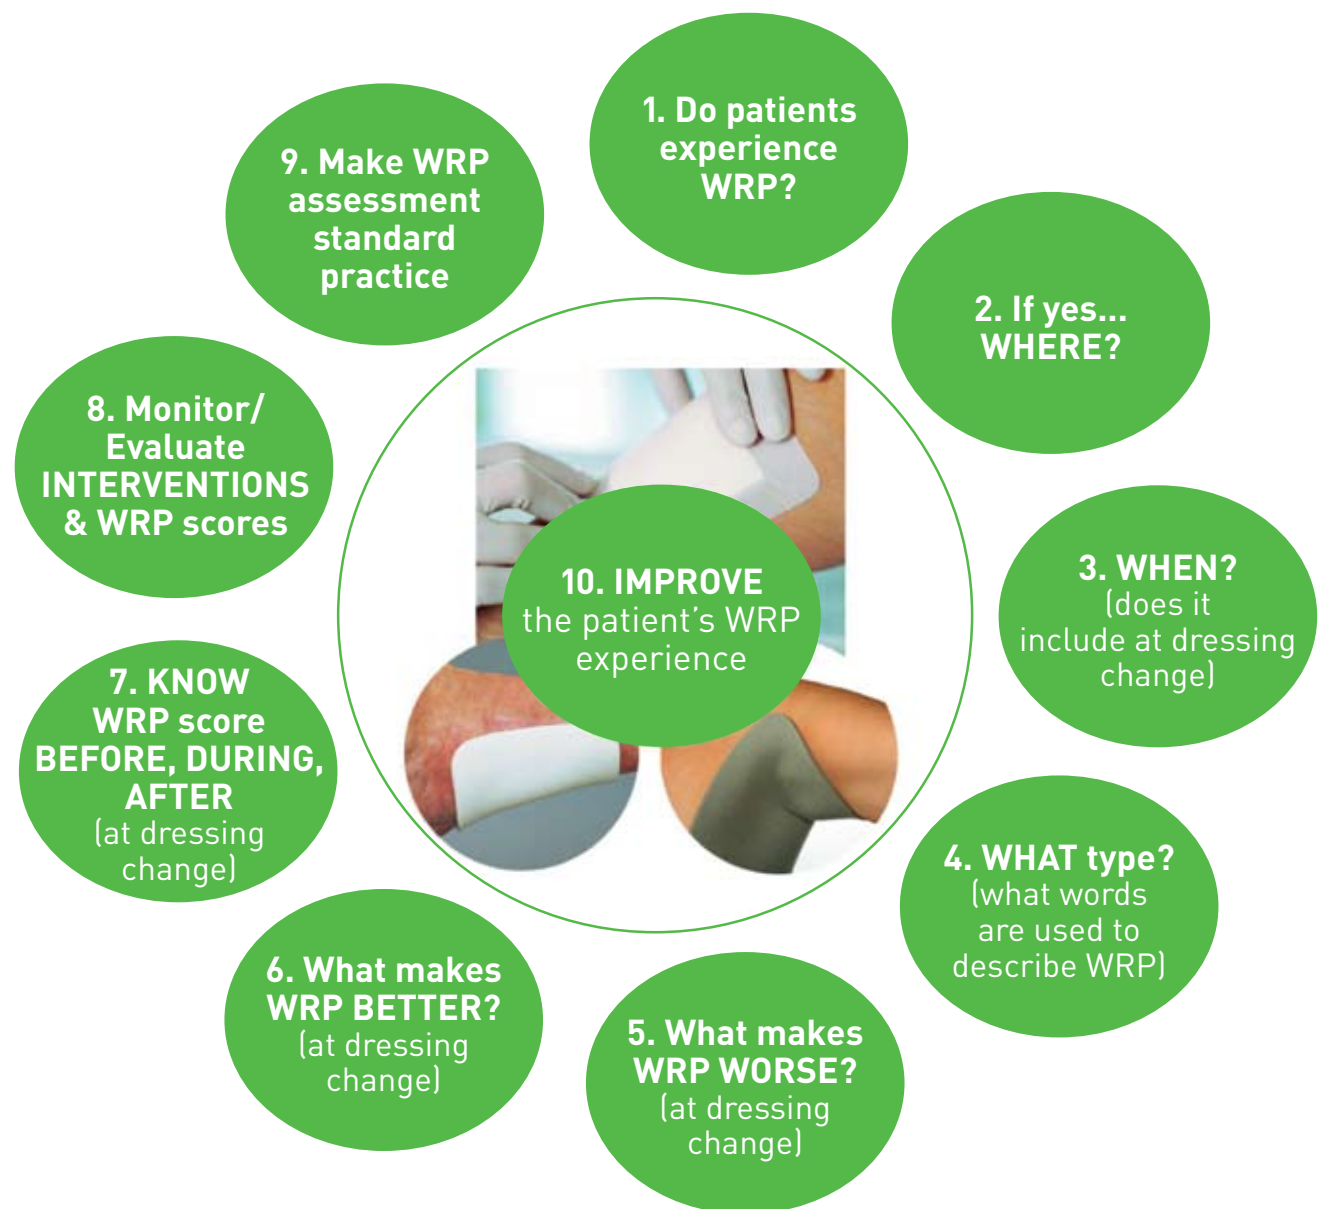 1. Do patients
experience
WRP?
2. If yes...
WHERE?
3. WHEN?
(does it
include at dressing
change)
4. WHAT type?
(what words
are used to
describe WRP)
5. What makes
WRP WORSE?
(at dressing
change)
6. What makes
WRP BETTER?
(at dressing
change)
7. KNOW
WRP score
BEFORE, DURING,
AFTER
(at dressing
change)
8. Monitor/
Evaluate
INTERVENTIONS
& WRP scores
9. Make WRP
assessment
standard
practice
10. IMPROVE
the patient's WRP
experience